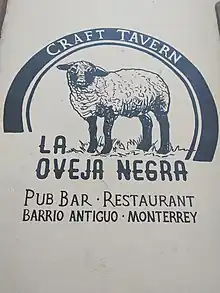 CRAFT TAVERN
LA
OVEJA NEGRA
PUB BAR · RESTAURANT
BARRIO ANTIGUO · MONTERREY